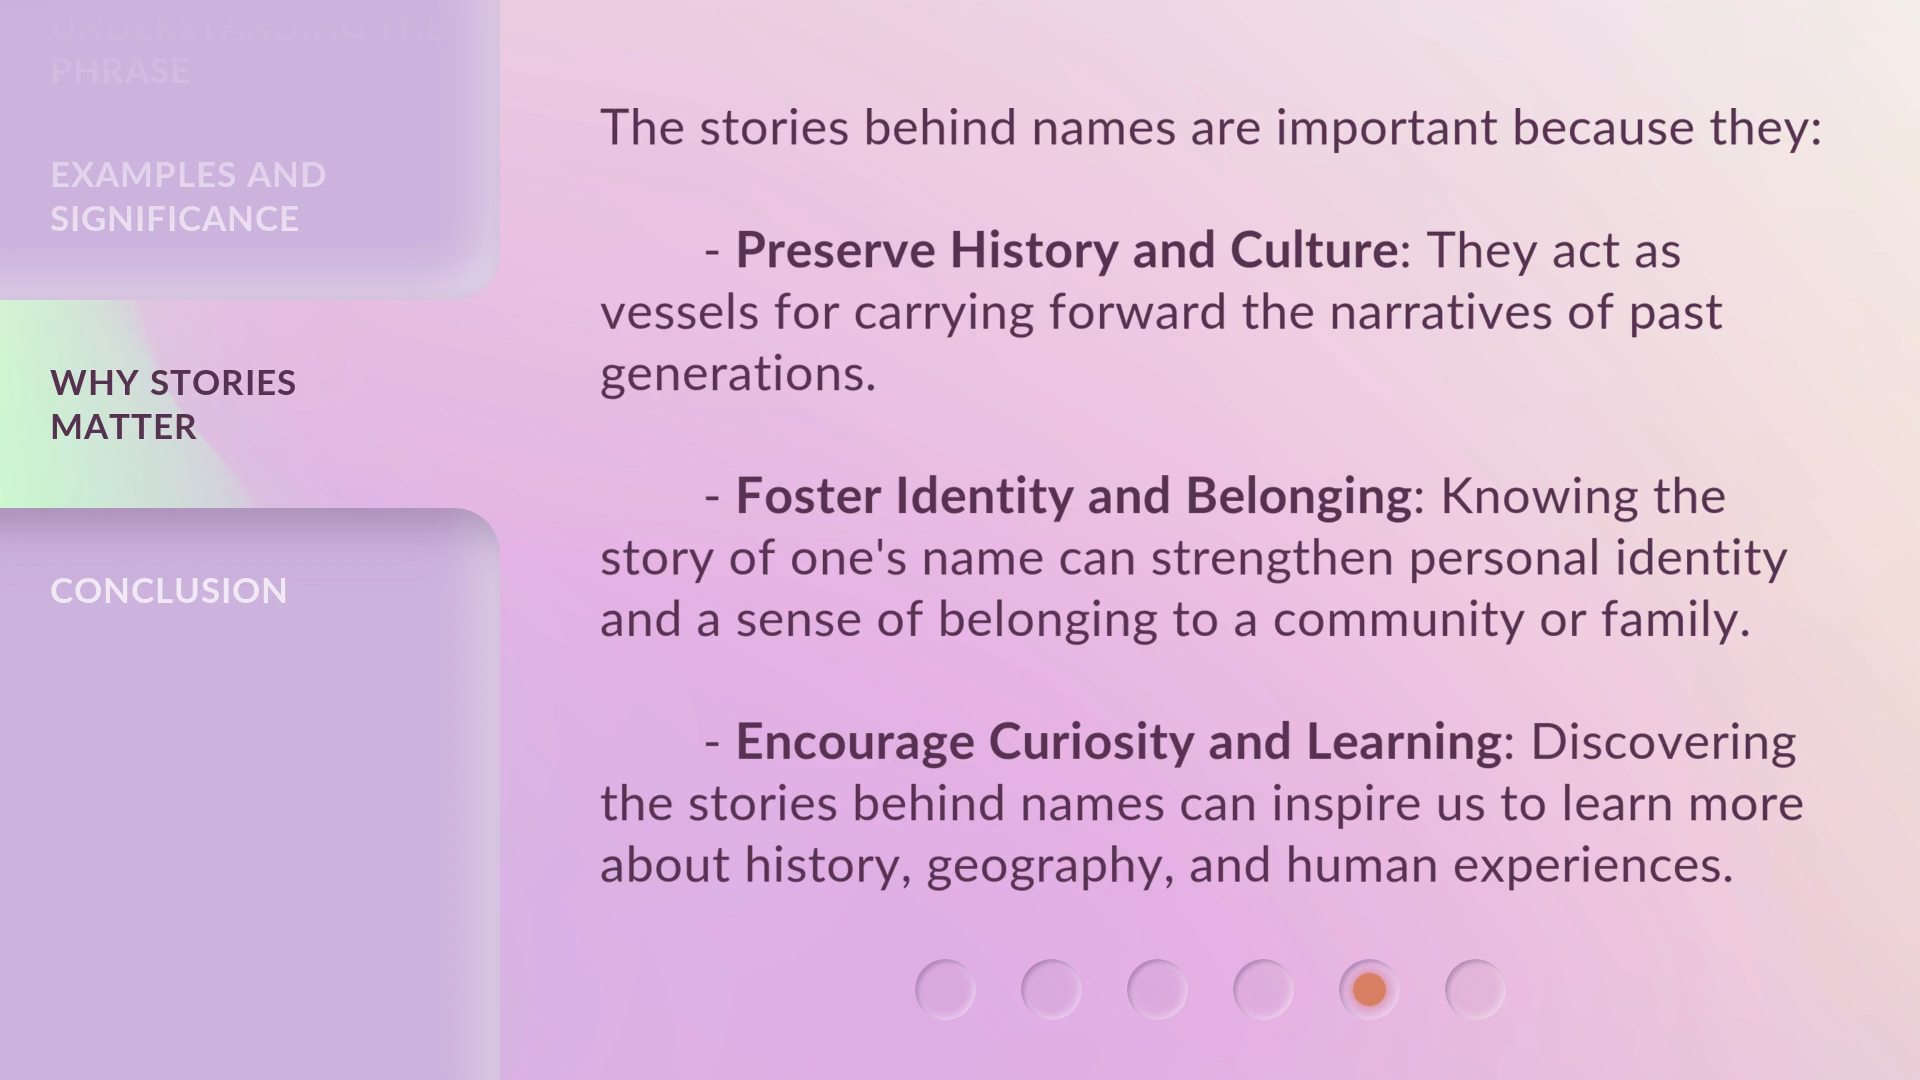 UNDERSTANDING THE
PHRASE
EXAMPLES AND
SIGNIFICANCE
WHY STORIES
MATTER
CONCLUSION
The stories behind names are important because they:
- Preserve History and Culture: They act as
vessels for carrying forward the narratives of past
generations.
- Foster Identity and Belonging: Knowing the
story of one's name can strengthen personal identity
and a sense of belonging to a community or family.
- Encourage Curiosity and Learning: Discovering
the stories behind names can inspire us to learn more
about history, geography, and human experiences.